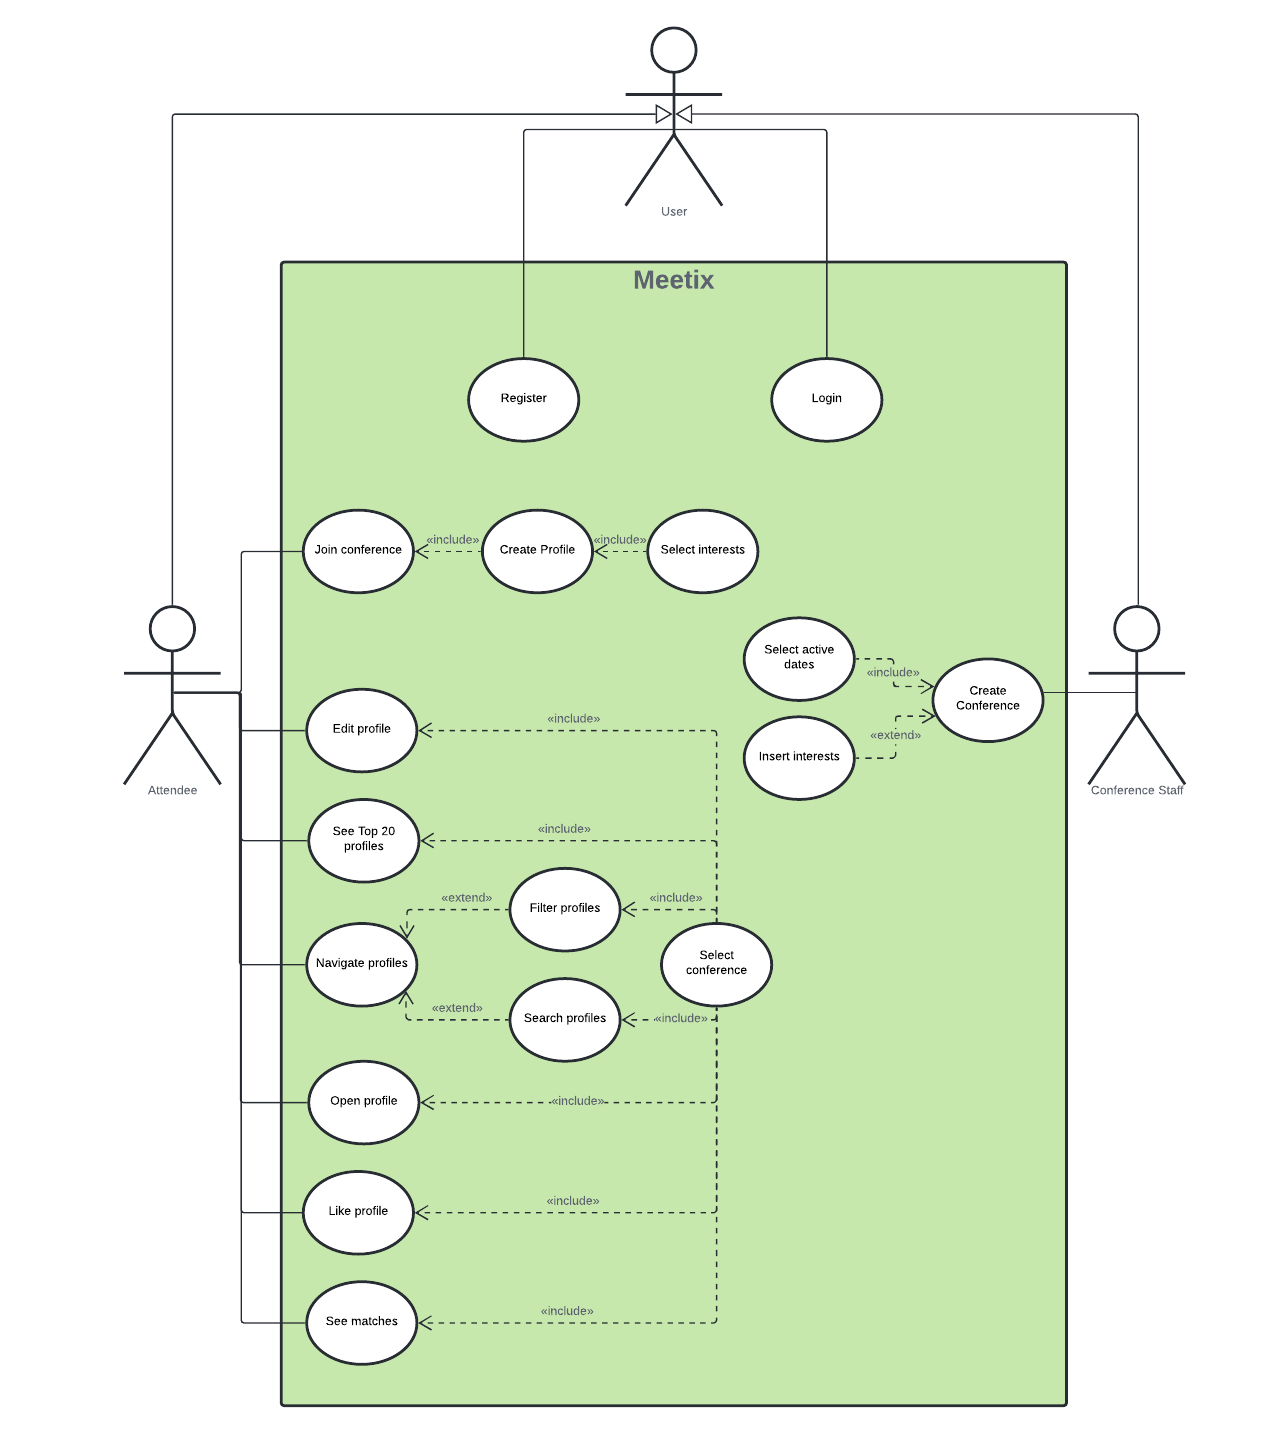 User
Meetix
Register
Login
Join conference
«include»
Create Profile
«include»
Select interests
Select active
dates
«include»
Create
Conference
«extend»
Insert interests
Attendee
Conference Staff
Edit profile
«include»
See Top 20
profiles
«include»
«extend»
Filter profiles
«include»
Navigate profiles
Select
conference
«extend»
Search profiles
«include»
Open profile
«include»
Like profile
«include»
See matches
«include»